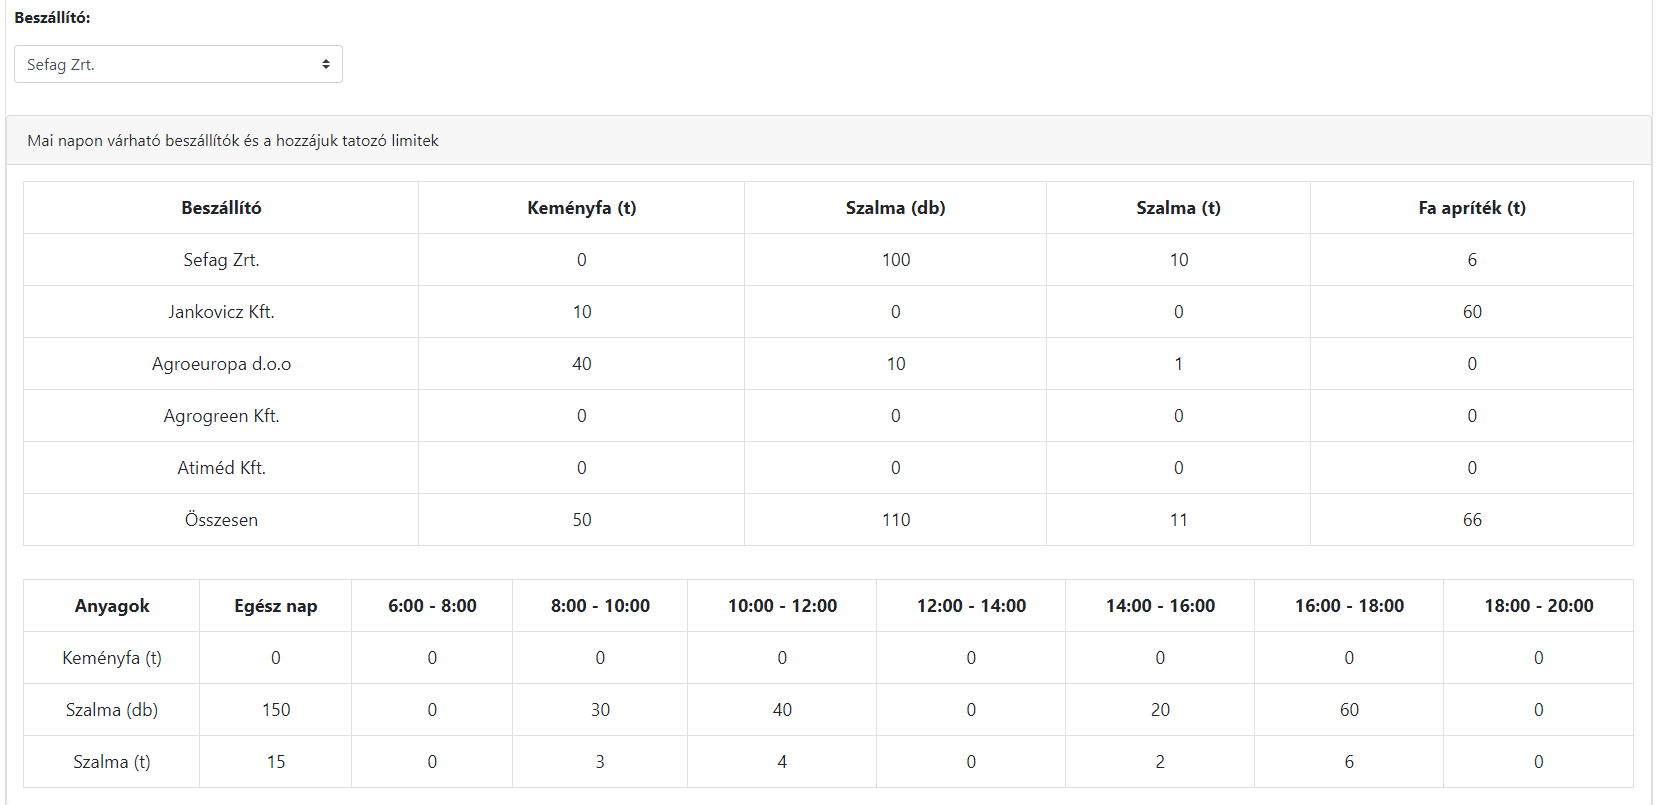 Beszállító:
Sefag Zrt.
Mai napon várható beszállítók és a hozzájuk tatozó limitek
Beszállító Keményfa (t) Szalma (db) Szalma (t) Fa apríték (t)
Sefag Zrt. 0 100 10 6
Jankovicz Kft. 10 0 0 60
Agroeuropa d.o.o 40 10 1 0
Agrogreen Kft. 0 0 0 0
Atiméd Kft. 0 0 0 0
Összesen 50 110 11 66
Anyagok Egész nap 6:00 - 8:00 8:00 - 10:00 10:00 - 12:00 12:00 - 14:00 14:00 - 16:00 16:00 - 18:00 18:00 - 20:00
Keményfa (t) 0 0 0 0 0 0 0 0
Szalma (db) 150 0 30 40 0 20 60 0
Szalma (t) 15 0 3 4 0 2 6 0